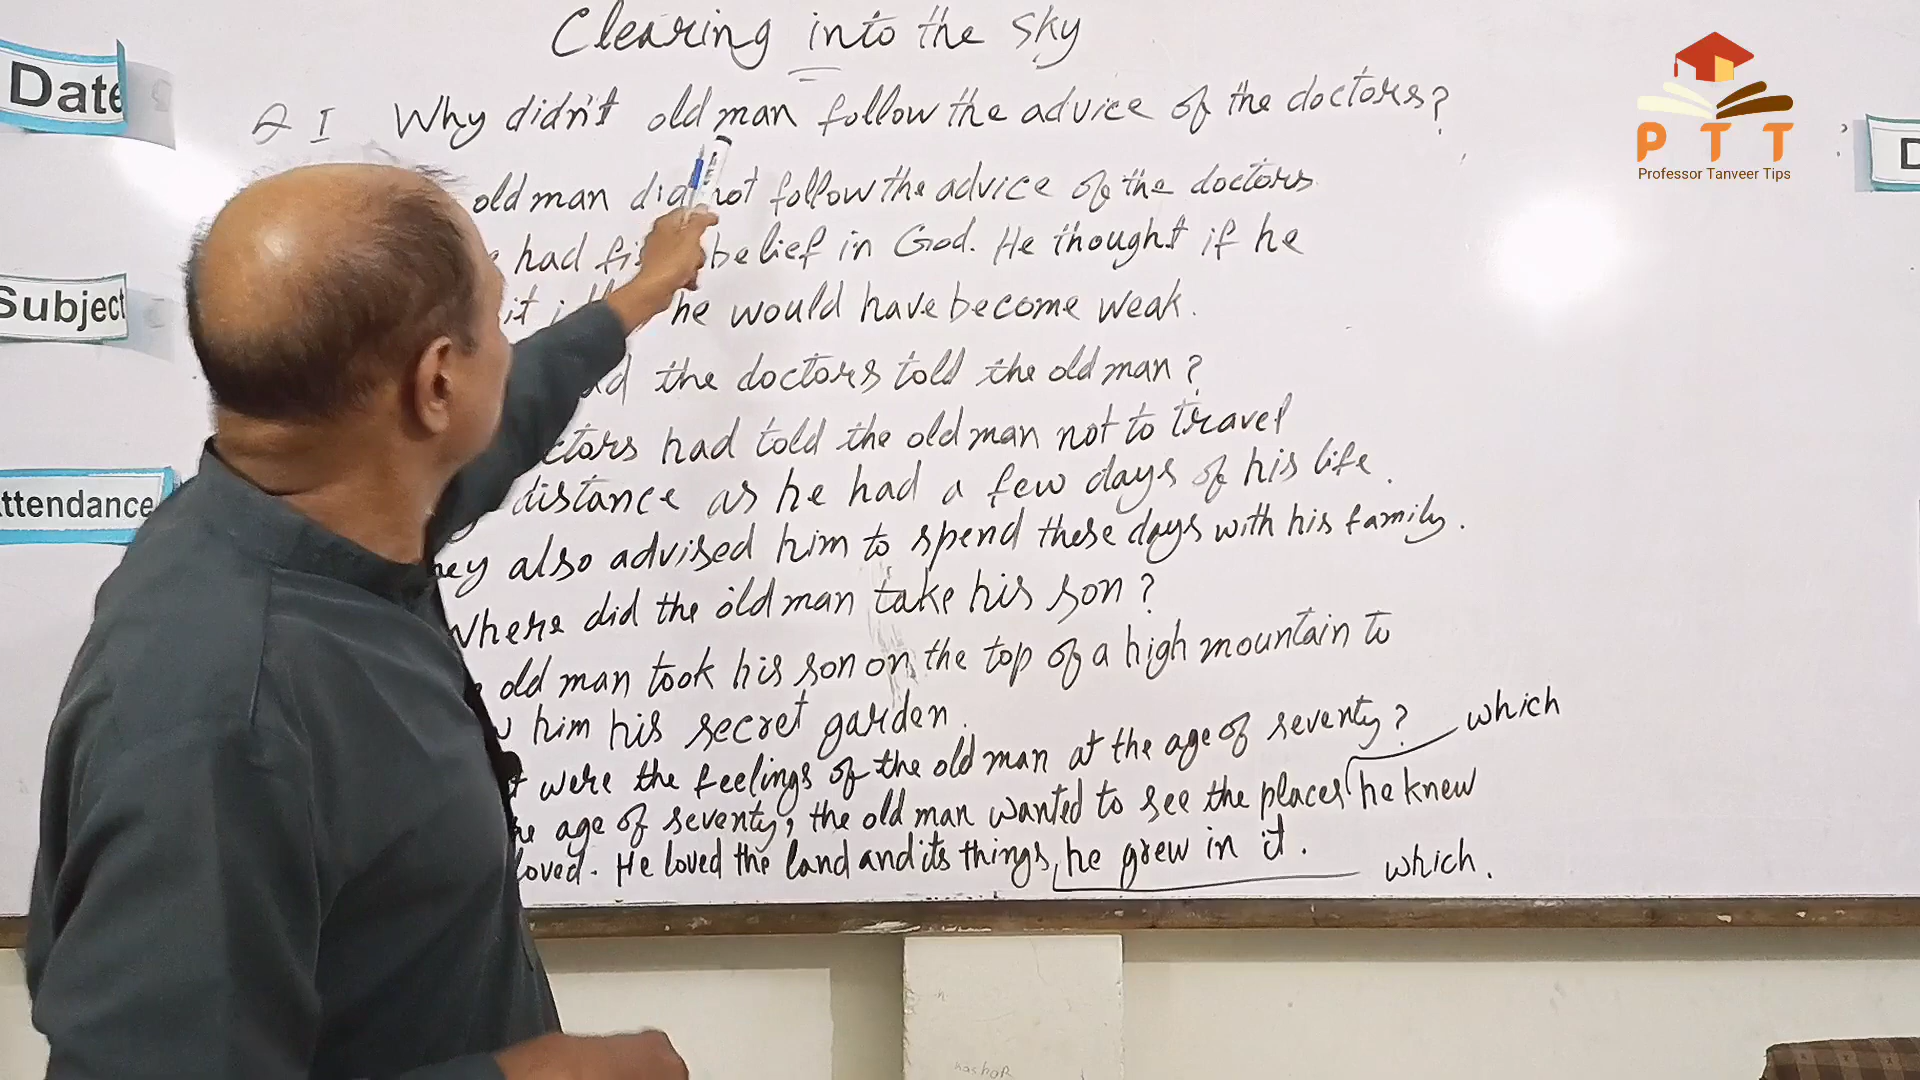 Clearing into the Sky
Date
Q I Why didn't old man follow the advice of the doctors?
old man did not follow the advice of the doctors
had belief in God. He thought if he
it he would have become weak.
the doctors told the old man?
had told the old man not to travel
distance as he had a few days of his life.
also advised him to spend these days with his family.
Where did the old man take his son?
old man took his son on the top of a high mountain to
him his secret garden.
were the feelings of the old man at the age of seventy? which
age of seventy, the old man wanted to see the places he knew
loved. He loved the land and its things, he grew in it. which.
Subject
Attendance
D
P T T
Professor Tanveer Tips